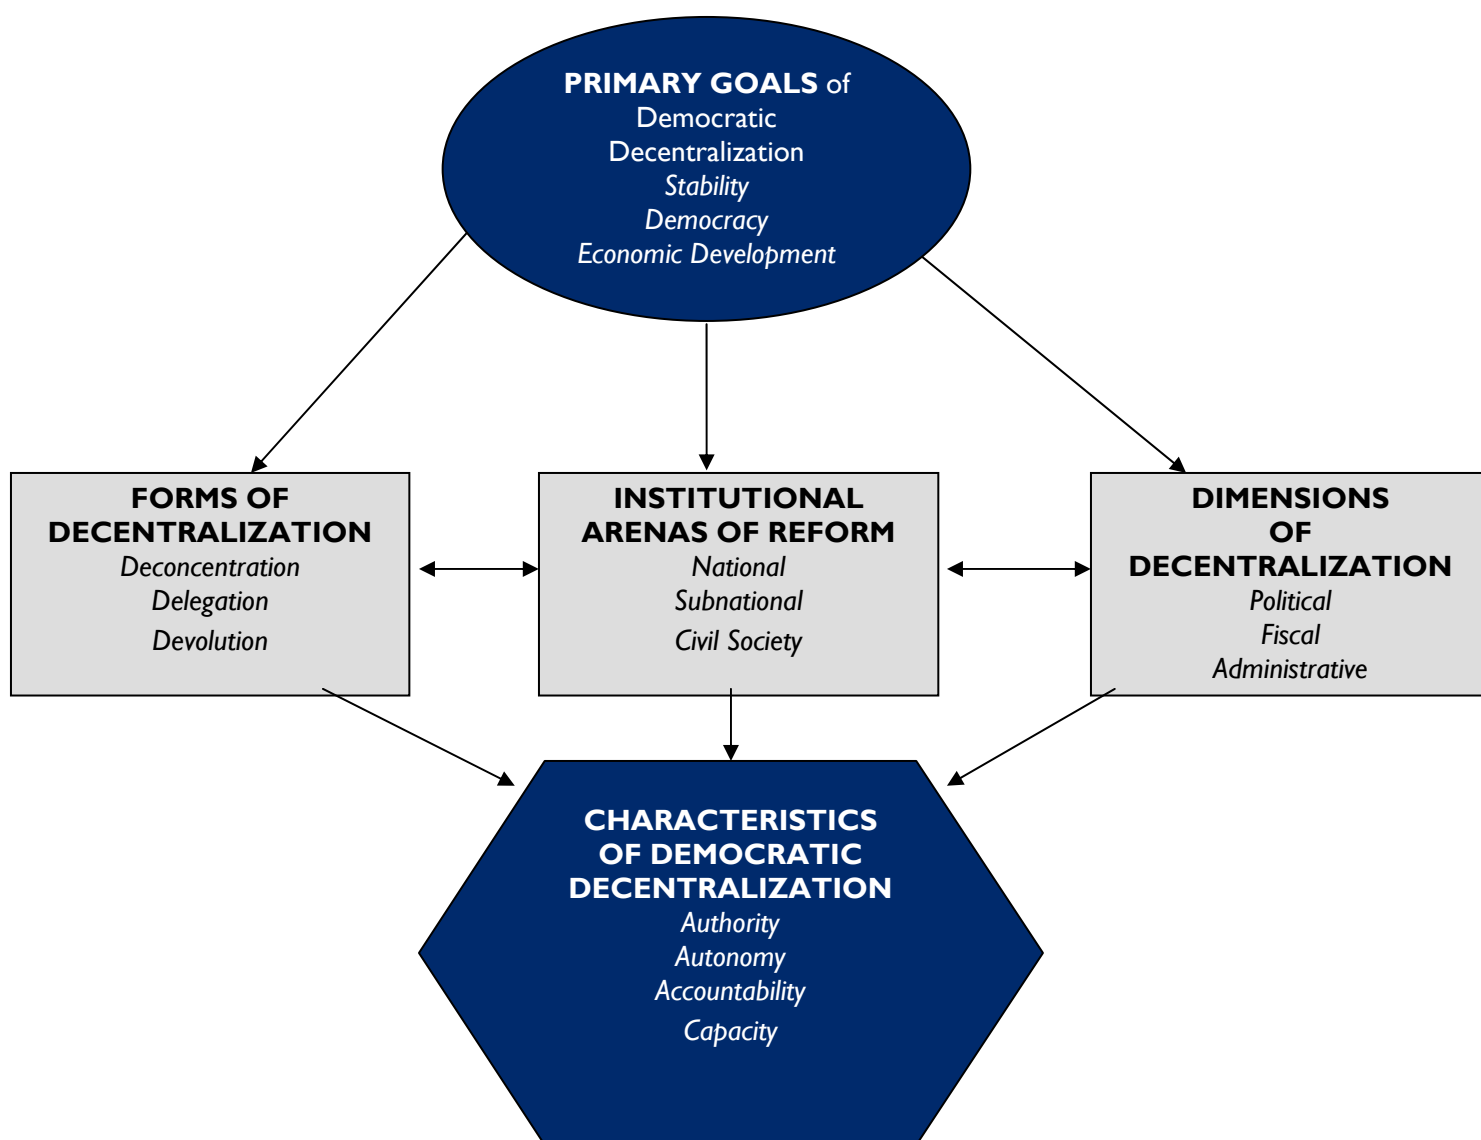 PRIMARY GOALS of
Democratic
Decentralization
Stability
Democracy
Economic Development
FORMS OF
DECENTRALIZATION
Deconcentration
Delegation
Devolution
INSTITUTIONAL
ARENAS OF REFORM
National
Subnational
Civil Society
DIMENSIONS
OF
DECENTRALIZATION
Political
Fiscal
Administrative
CHARACTERISTICS
OF DEMOCRATIC
DECENTRALIZATION
Authority
Autonomy
Accountability
Capacity